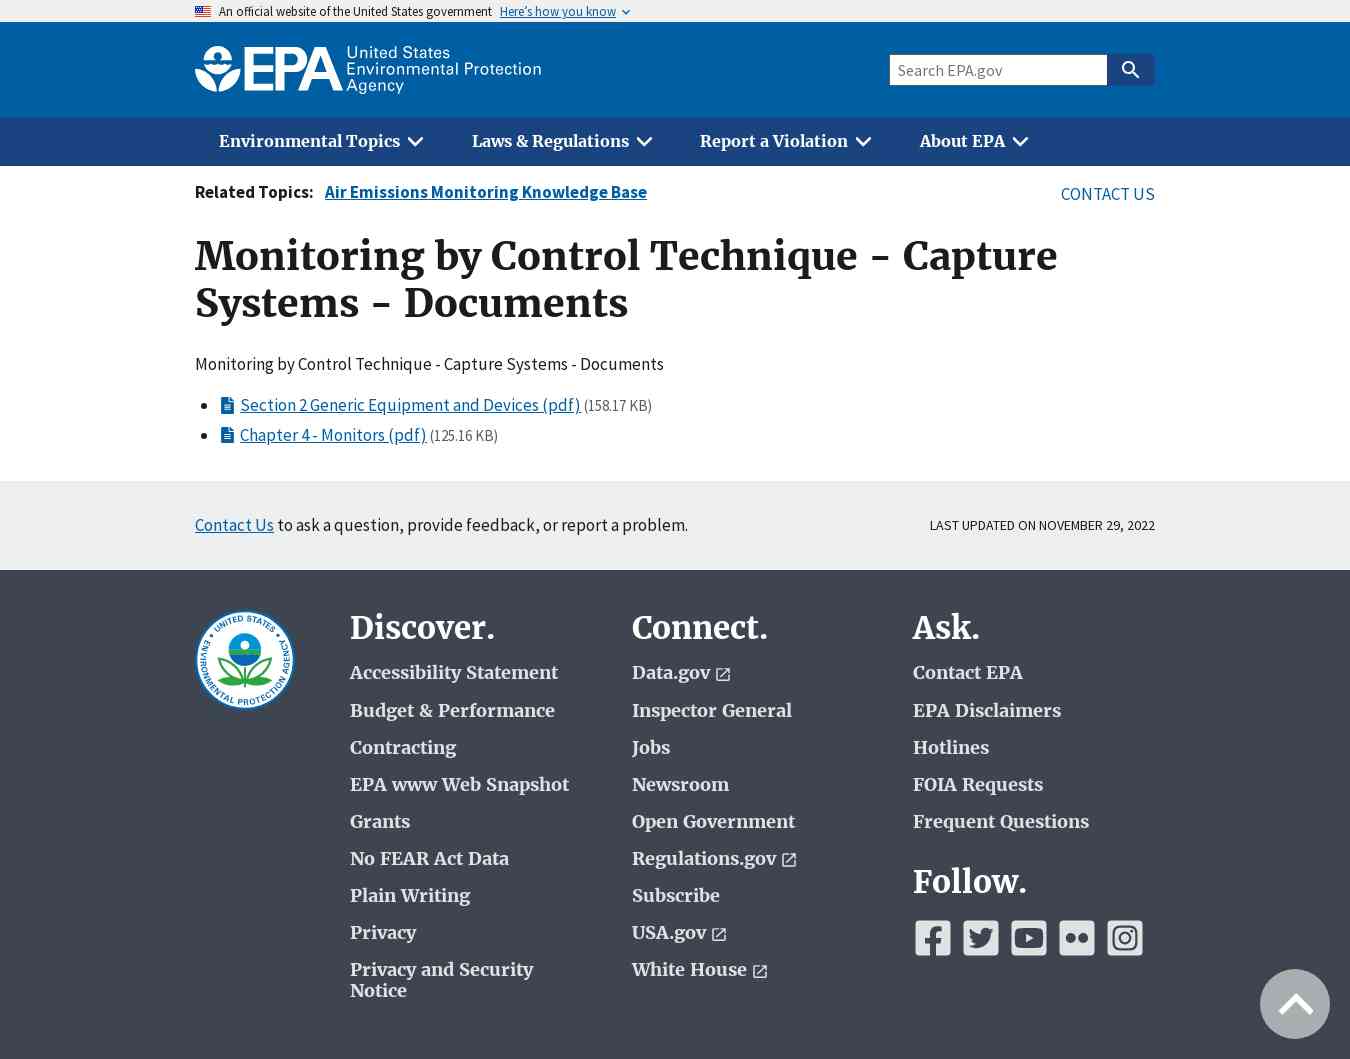 An official website of the United States government Here's how you know
EPA United States
Environmental Protection
Agency
Search EPA.gov
Environmental Topics
Laws & Regulations
Report a Violation
About EPA
Related Topics: Air Emissions Monitoring Knowledge Base
CONTACT US
Monitoring by Control Technique - Capture
Systems - Documents
Monitoring by Control Technique - Capture Systems - Documents
Section 2 Generic Equipment and Devices (pdf) (158.17 KB)
Chapter 4 - Monitors (pdf) (125.16 KB)
Contact Us to ask a question, provide feedback, or report a problem.
LAST UPDATED ON NOVEMBER 29, 2022
UNITED STATES
ENVIRONMENTAL PROTECTION AGENCY
Discover.
Accessibility Statement
Budget & Performance
Contracting
EPA www Web Snapshot
Grants
No FEAR Act Data
Plain Writing
Privacy
Privacy and Security
Notice
Connect.
Data.gov
Inspector General
Jobs
Newsroom
Open Government
Regulations.gov
Subscribe
USA.gov
White House
Ask.
Contact EPA
EPA Disclaimers
Hotlines
FOIA Requests
Frequent Questions
Follow.